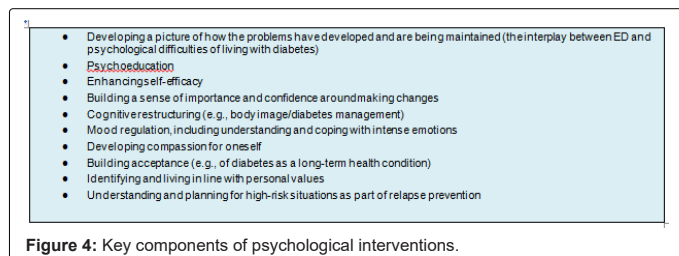 • Developing a picture of how the problems have developed and are being maintained (the interplay between ED and
psychological difficulties of living with diabetes)
• Psychoeducation
• Enhancing self-efficacy
• Building a sense of importance and confidence around making changes
• Cognitive restructuring (e.g., body image/diabetes management)
• Mood regulation, including understanding and coping with intense emotions
• Developing compassion for oneself
• Building acceptance (e.g., of diabetes as a long-term health condition)
• Identifying and living in line with personal values
• Understanding and planning for high-risk situations as part of relapse prevention
Figure 4: Key components of psychological interventions.